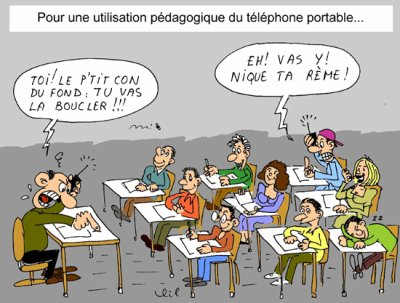 Pour une utilisation pédagogique du téléphone portable...
TOI! LE P'TIT CON
DU FOND : TU VAS
LA BOUCLER !!!
EH! VAS Y!
NIQUE TA RÈME !
zz